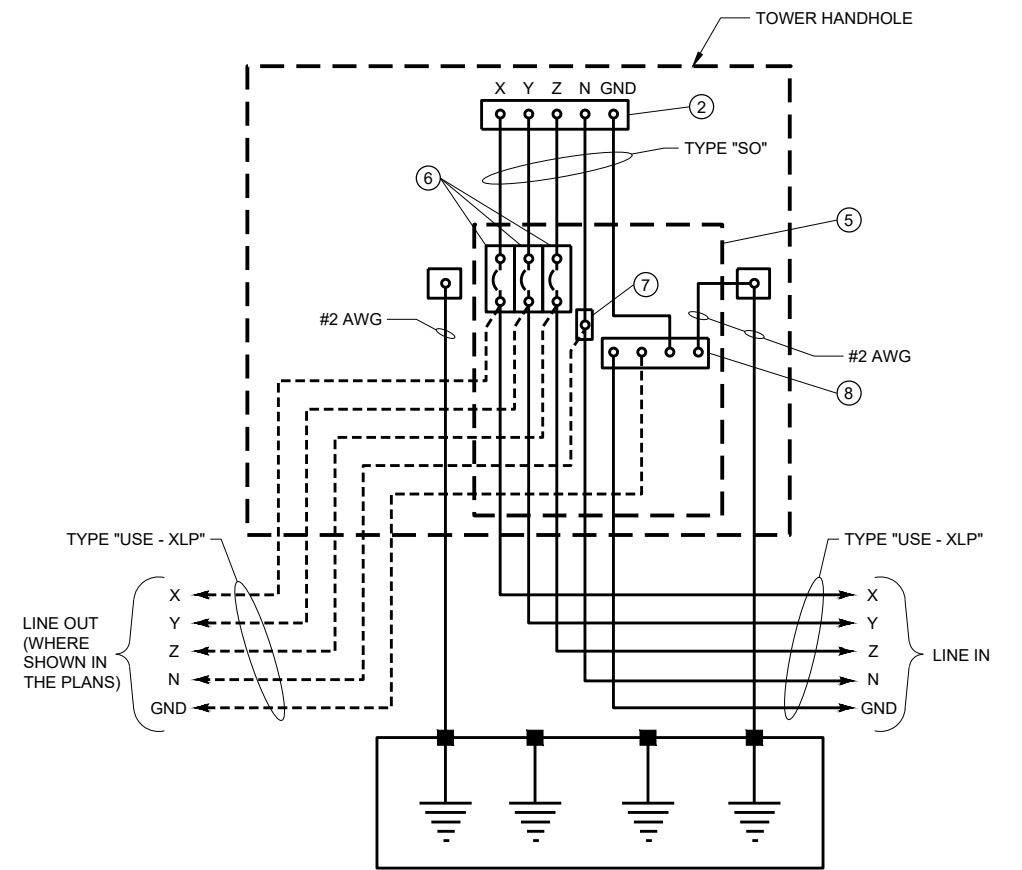 TOWER HANDHOLE
X Y Z N GND
2
TYPE "SO"
6
5
7
#2 AWG
#2 AWG
8
TYPE "USE - XLP"
TYPE "USE - XLP"
LINE OUT
(WHERE
SHOWN IN
THE PLANS)
X
Y
Z
N
GND
X
Y
Z
N
GND
LINE IN